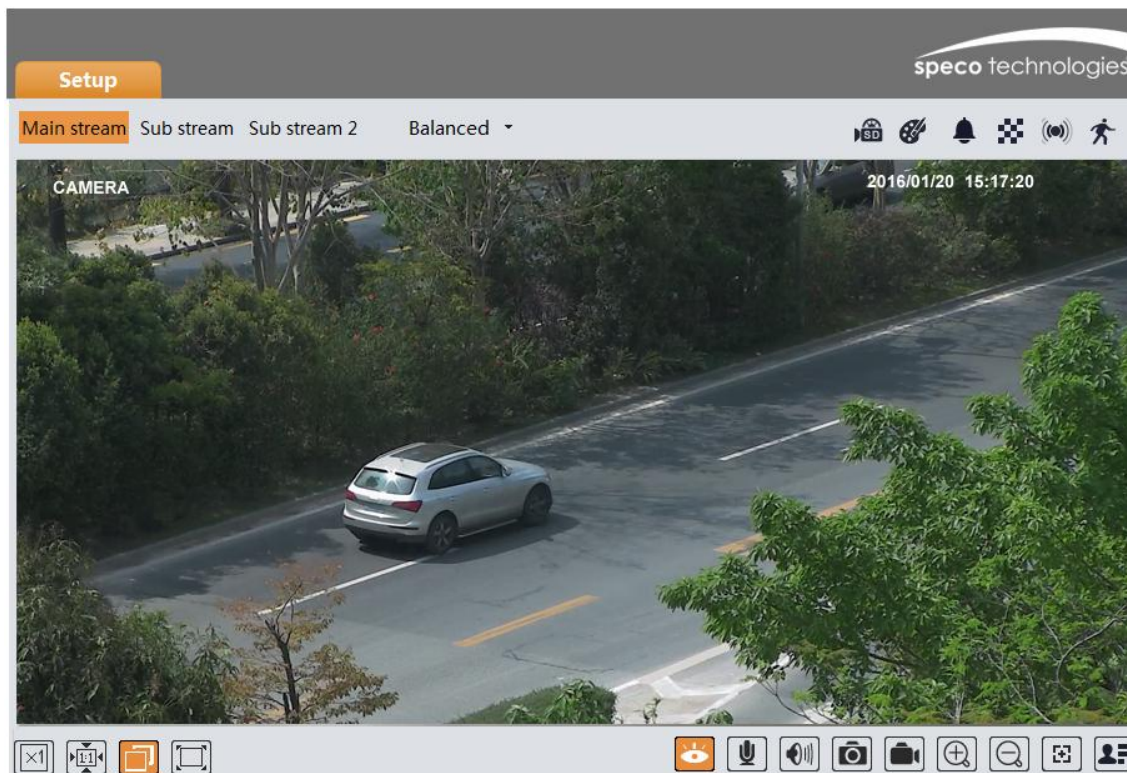 speco technologies
Setup
Main stream Sub stream Sub stream 2 Balanced
SD
CAMERA
2016/01/20 15:17:20
×1
1:1